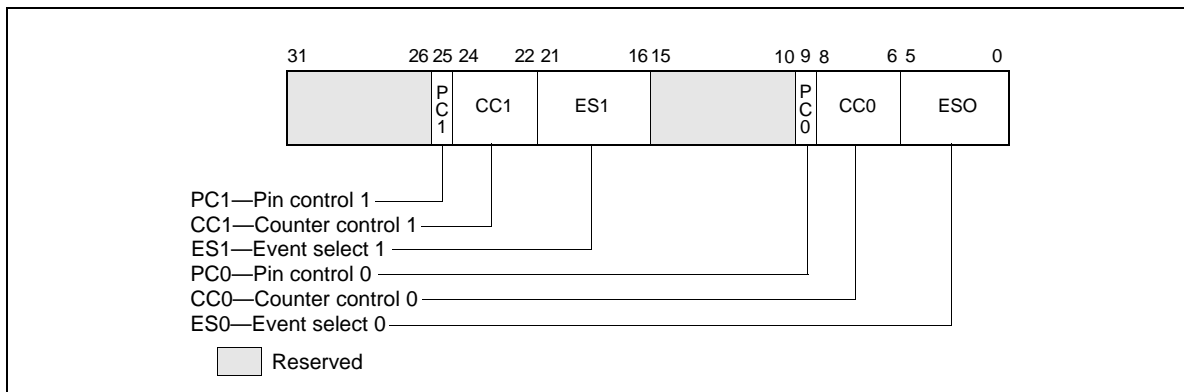 31 26 25 24 22 21 16 15 10 9 8 6 5 0
PC1 CC1 ES1 PC0 CC0 ESO
PC1—Pin control 1
CC1—Counter control 1
ES1—Event select 1
PC0—Pin control 0
CC0—Counter control 0
ES0—Event select 0
Reserved